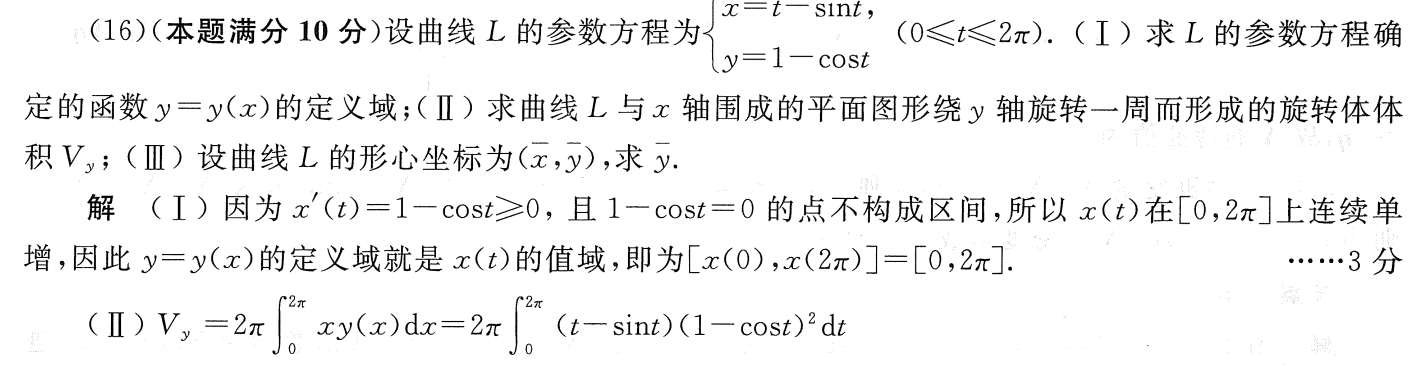 (16)(本题满分 10 分)设曲线 L 的参数方程为{x=t−sint, y=1−cost (0≤t≤2π). (Ⅰ) 求 L 的参数方程确
定的函数 y=y(x)的定义域;(Ⅱ) 求曲线 L 与 x 轴围成的平面图形绕 y 轴旋转一周而形成的旋转体体
积 V_y; (Ⅲ) 设曲线 L 的形心坐标为(x̄,ȳ),求 ȳ.
解 (Ⅰ) 因为 x′(t)=1−cost≥0, 且 1−cost=0 的点不构成区间,所以 x(t)在[0,2π]上连续单
增,因此 y=y(x)的定义域就是 x(t)的值域,即为[x(0),x(2π)]=[0,2π]. ……3 分
(Ⅱ) V_y =2π∫₀^{2π} xy(x)dx=2π∫₀^{2π} (t−sint)(1−cost)²dt